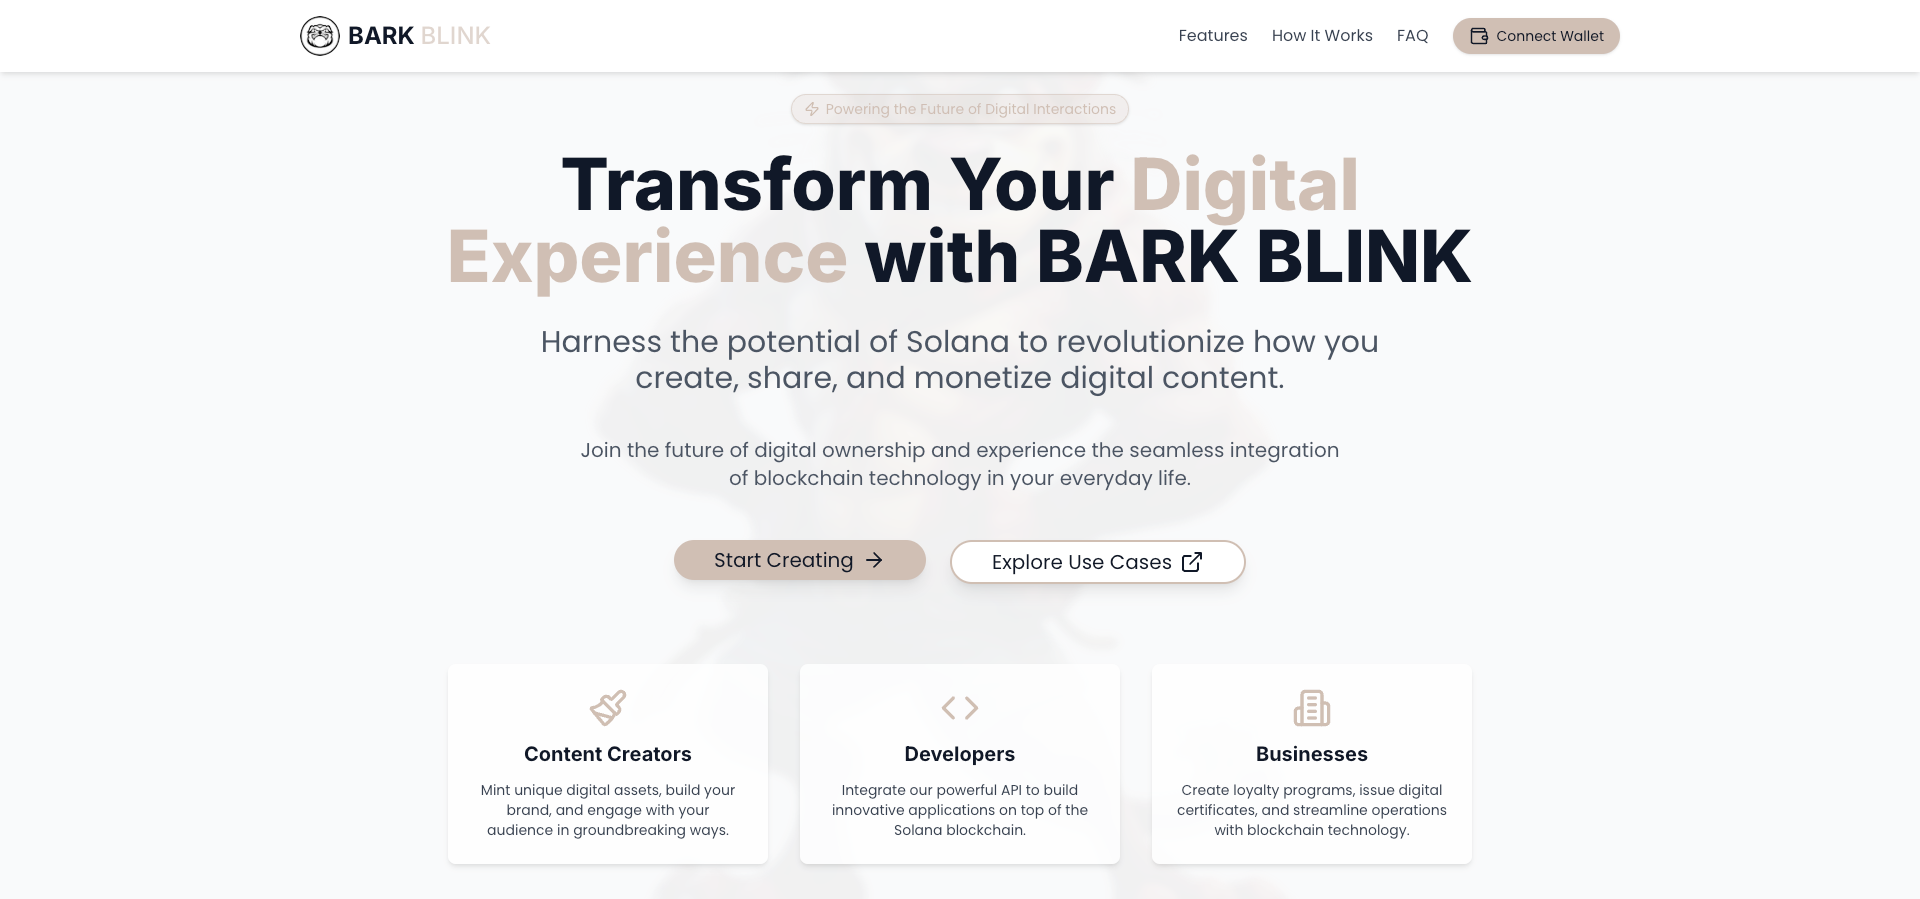 BARK BLINK
Features
How It Works
FAQ
Connect Wallet
Powering the Future of Digital Interactions
Transform Your Digital
Experience with BARK BLINK
Harness the potential of Solana to revolutionize how you
create, share, and monetize digital content.
Join the future of digital ownership and experience the seamless integration
of blockchain technology in your everyday life.
Start Creating
Explore Use Cases
Content Creators
Mint unique digital assets, build your
brand, and engage with your
audience in groundbreaking ways.
Developers
Integrate our powerful API to build
innovative applications on top of the
Solana blockchain.
Businesses
Create loyalty programs, issue digital
certificates, and streamline operations
with blockchain technology.